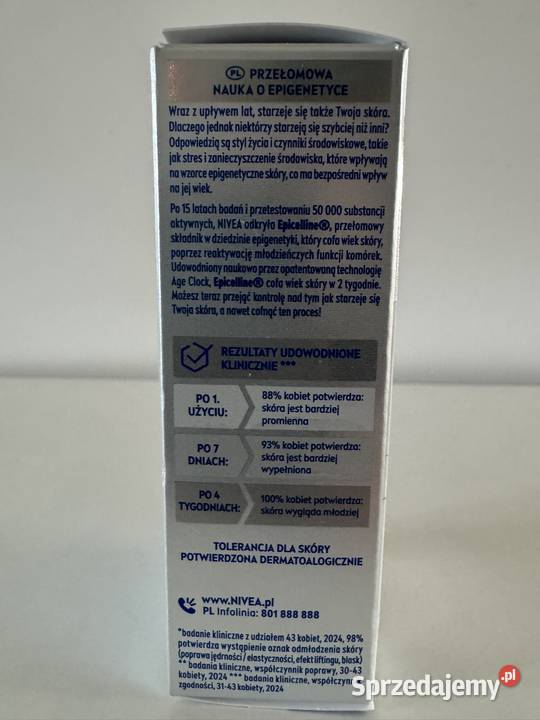 PL PRZEŁOMOWA
NAUKA O EPIGENETYCE
Wraz z upływem lat, starzeje się także Twoja skóra.
Dlaczego jednak niektórzy starzeją się szybciej niż inni?
Odpowiedzią są styl życia i czynniki środowiskowe, takie
jak stres i zanieczyszczenie środowiska, które wpływają
na wzorce epigenetyczne skóry, co ma bezpośredni wpływ
na jej wiek.
Po 15 latach badań i przetestowaniu 50 000 substancji
aktywnych, NIVEA odkryła Epicelline®, przełomowy
składnik w dziedzinie epigenetyki, który cofa wiek skóry,
poprzez reaktywację młodzieńczych funkcji komórek.
Udowodniony naukowo przez opatentowaną technologię
Age Clock, Epicelline® cofa wiek skóry w 2 tygodnie.
Możesz teraz przejąć kontrolę nad tym jak starzeje się
Twoja skóra, a nawet cofnąć ten proces!
REZULTATY UDOWODNIONE
KLINICZNIE ***
PO 1.
UŻYCIU:
88% kobiet potwierdza:
skóra jest bardziej
promienna
PO 7
DNIACH:
93% kobiet potwierdza:
skóra jest bardziej
wypełniona
PO 4
TYGODNIACH:
100% kobiet potwierdza:
skóra wygląda młodziej
TOLERANCJA DLA SKÓRY
POTWIERDZONA DERMATOALOGICZNIE
www.NIVEA.pl
PL Infolinia: 801 888 888
*badanie kliniczne z udziałem 43 kobiet, 2024, 98%
potwierdza wystąpienie oznak odmłodzenia skóry
(poprawa jędrności / elastyczności, efekt liftingu, blask)
** badania kliniczne, współczynnik poprawy, 30-43
kobiety, 2024 *** badania kliniczne, współczynnik
zgodności, 31-43 kobiety, 2024
Sprzedajemy.pl